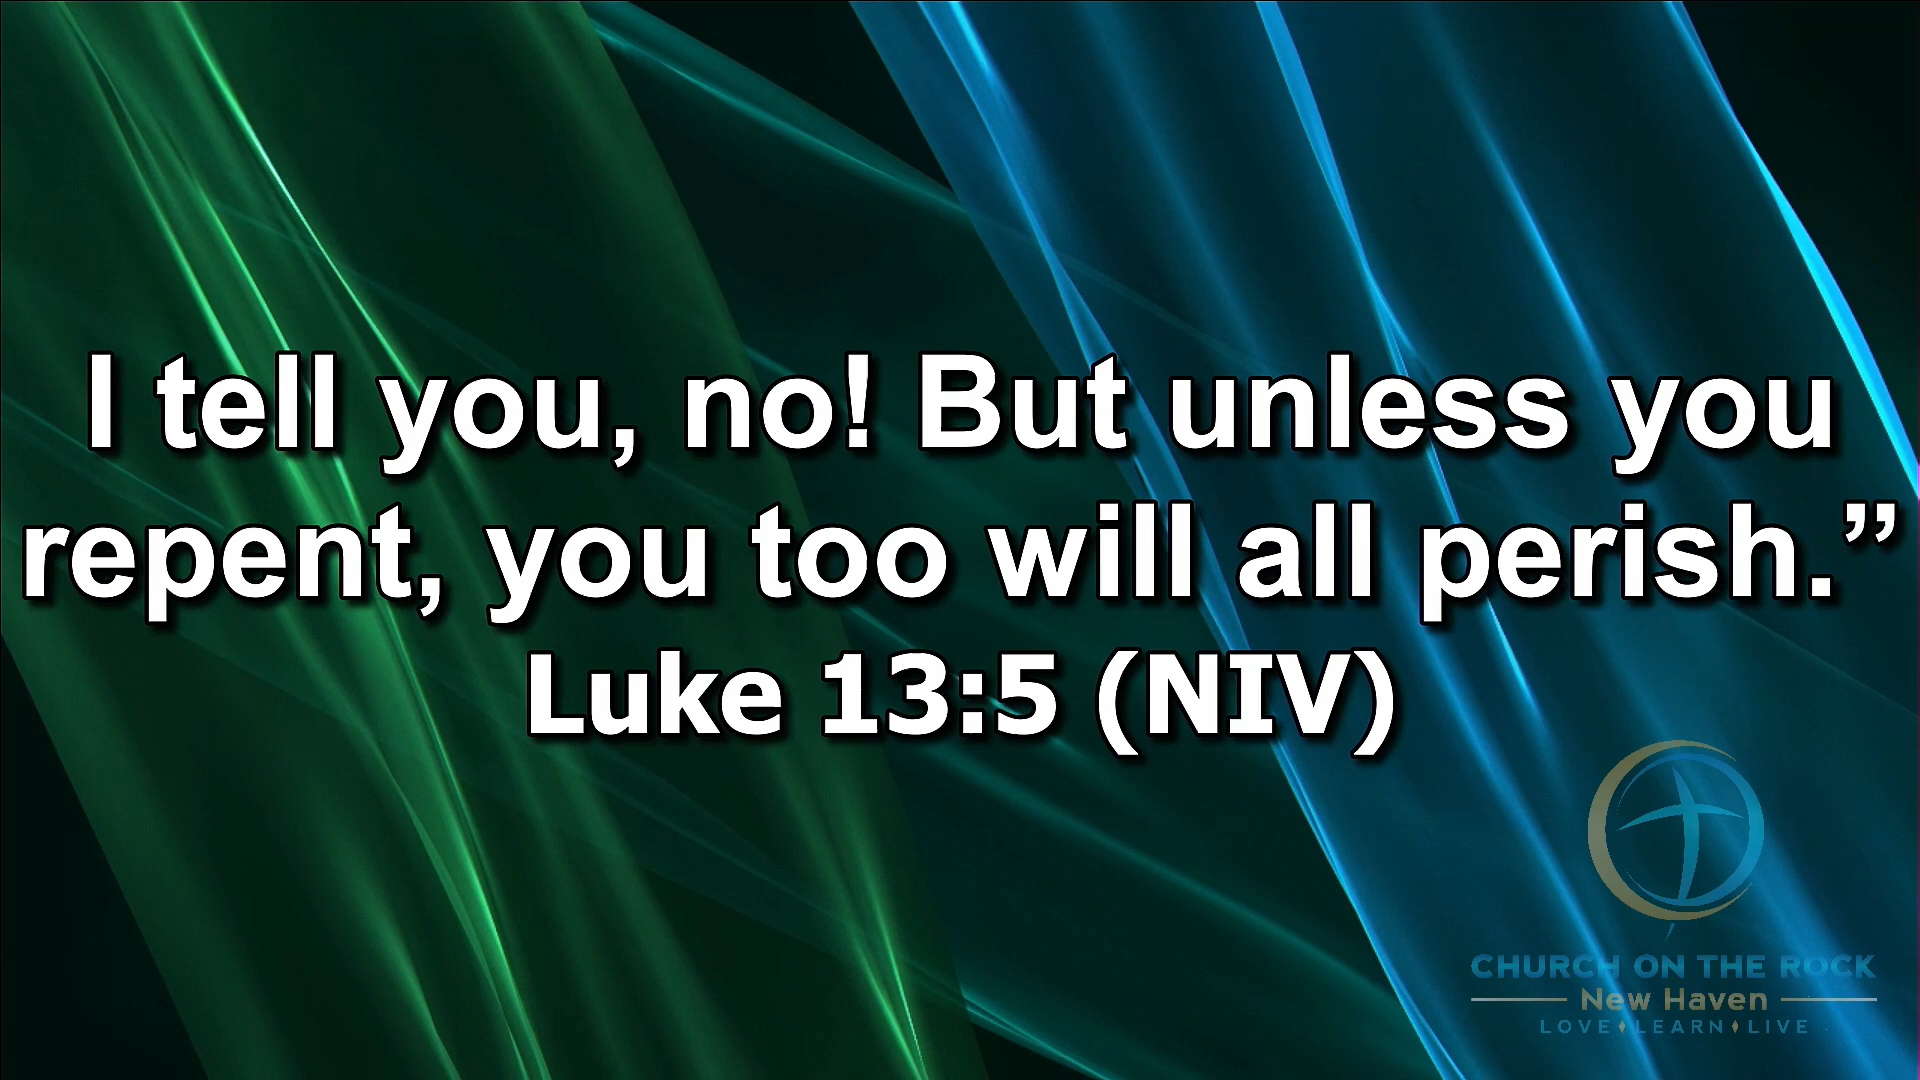 I tell you, no! But unless you
repent, you too will all perish.”
Luke 13:5 (NIV)
CHURCH ON THE ROCK
New Haven
LOVE♦LEARN♦LIVE